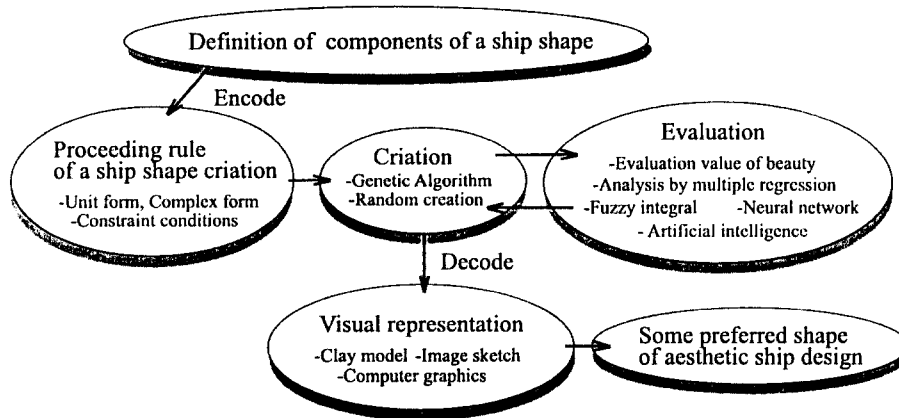 Definition of components of a ship shape
Encode
Proceeding rule
of a ship shape criation
-Unit form, Complex form
-Constraint conditions
Criation
-Genetic Algorithm
-Random creation
Evaluation
-Evaluation value of beauty
-Analysis by multiple regression
-Fuzzy integral -Neural network
-Artificial intelligence
Decode
Visual representation
-Clay model -Image sketch
-Computer graphics
Some preferred shape
of aesthetic ship design